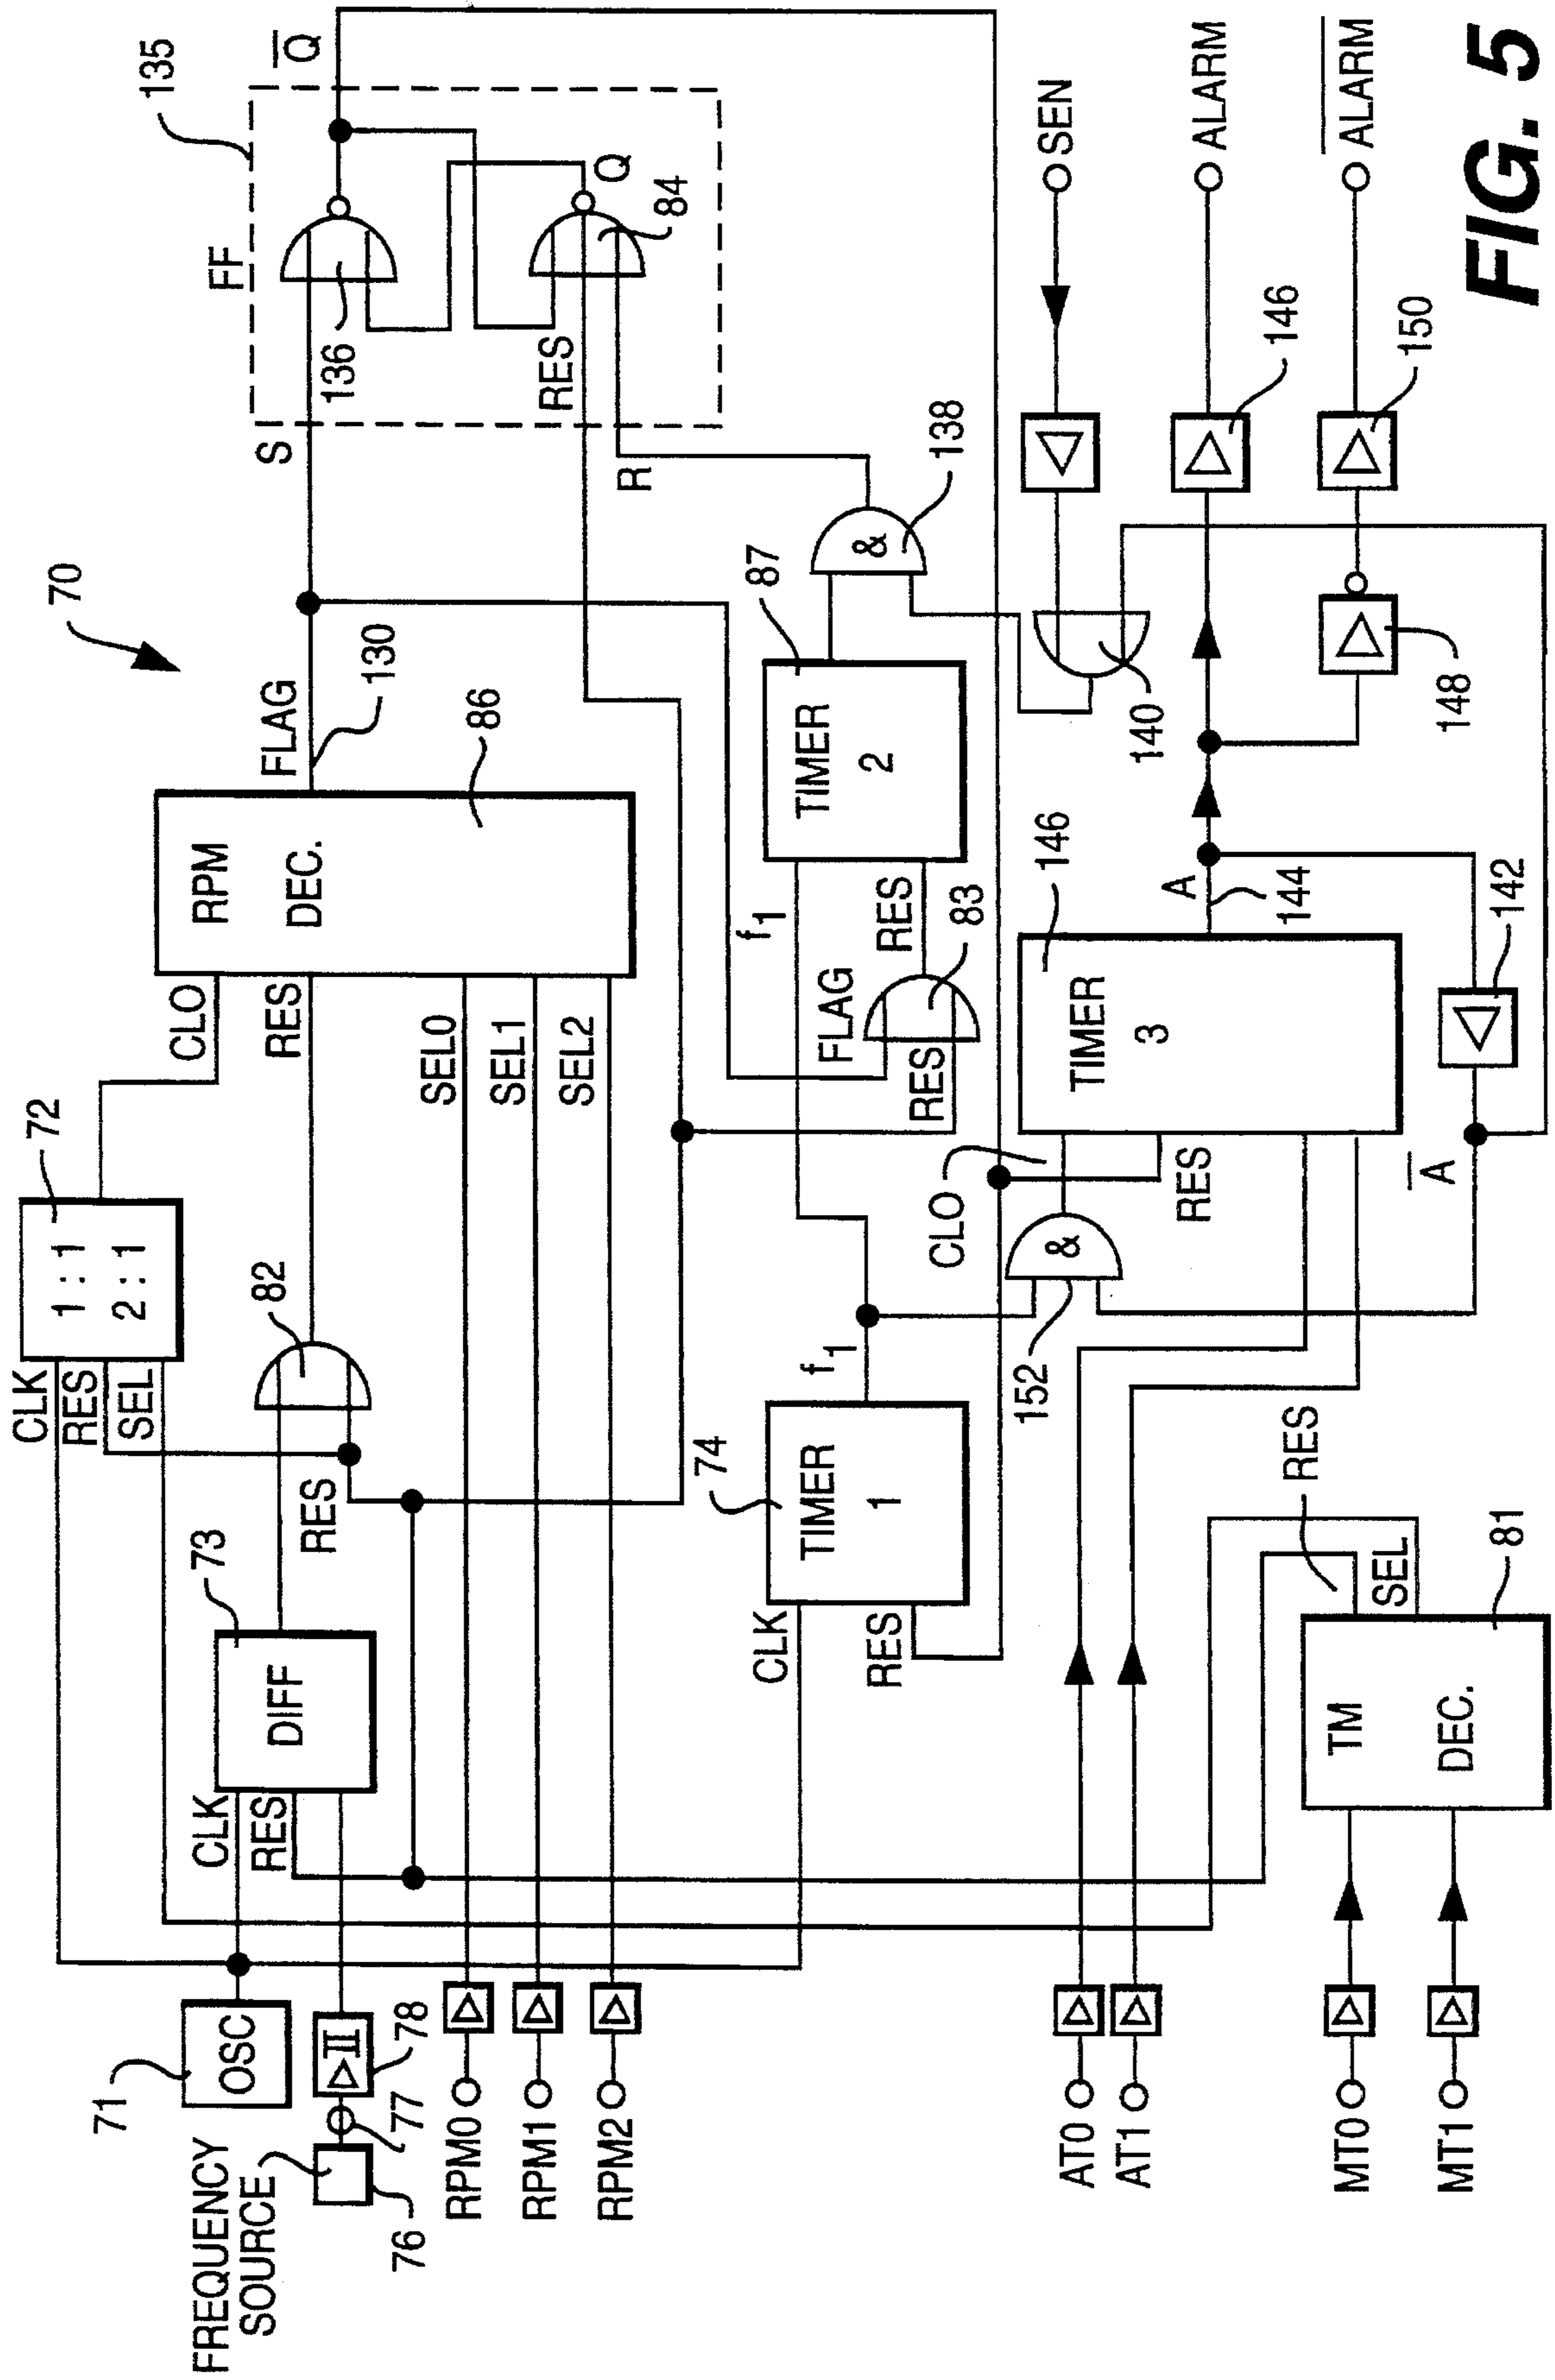 FIG. 5
70
FREQUENCY
SOURCE
76
77
78
71
OSC
CLK
RES
SEL
72
1 : 1
2 : 1
CLO
73
DIFF
CLK
RES
RES
82
RES
RPM
DEC.
86
FLAG
130
S
FF
135
136
Q
Q
84
RES
R
RPM0
RPM1
RPM2
SEL0
SEL1
SEL2
74
TIMER
1
CLK
RES
f1
f1
FLAG
RES
RES
83
87
TIMER
2
&
138
140
SEN
AT0
AT1
152
&
CLO
RES
TIMER
3
146
A
144
142
A
146
ALARM
148
150
ALARM
MT0
MT1
TM
DEC.
81
RES
SEL